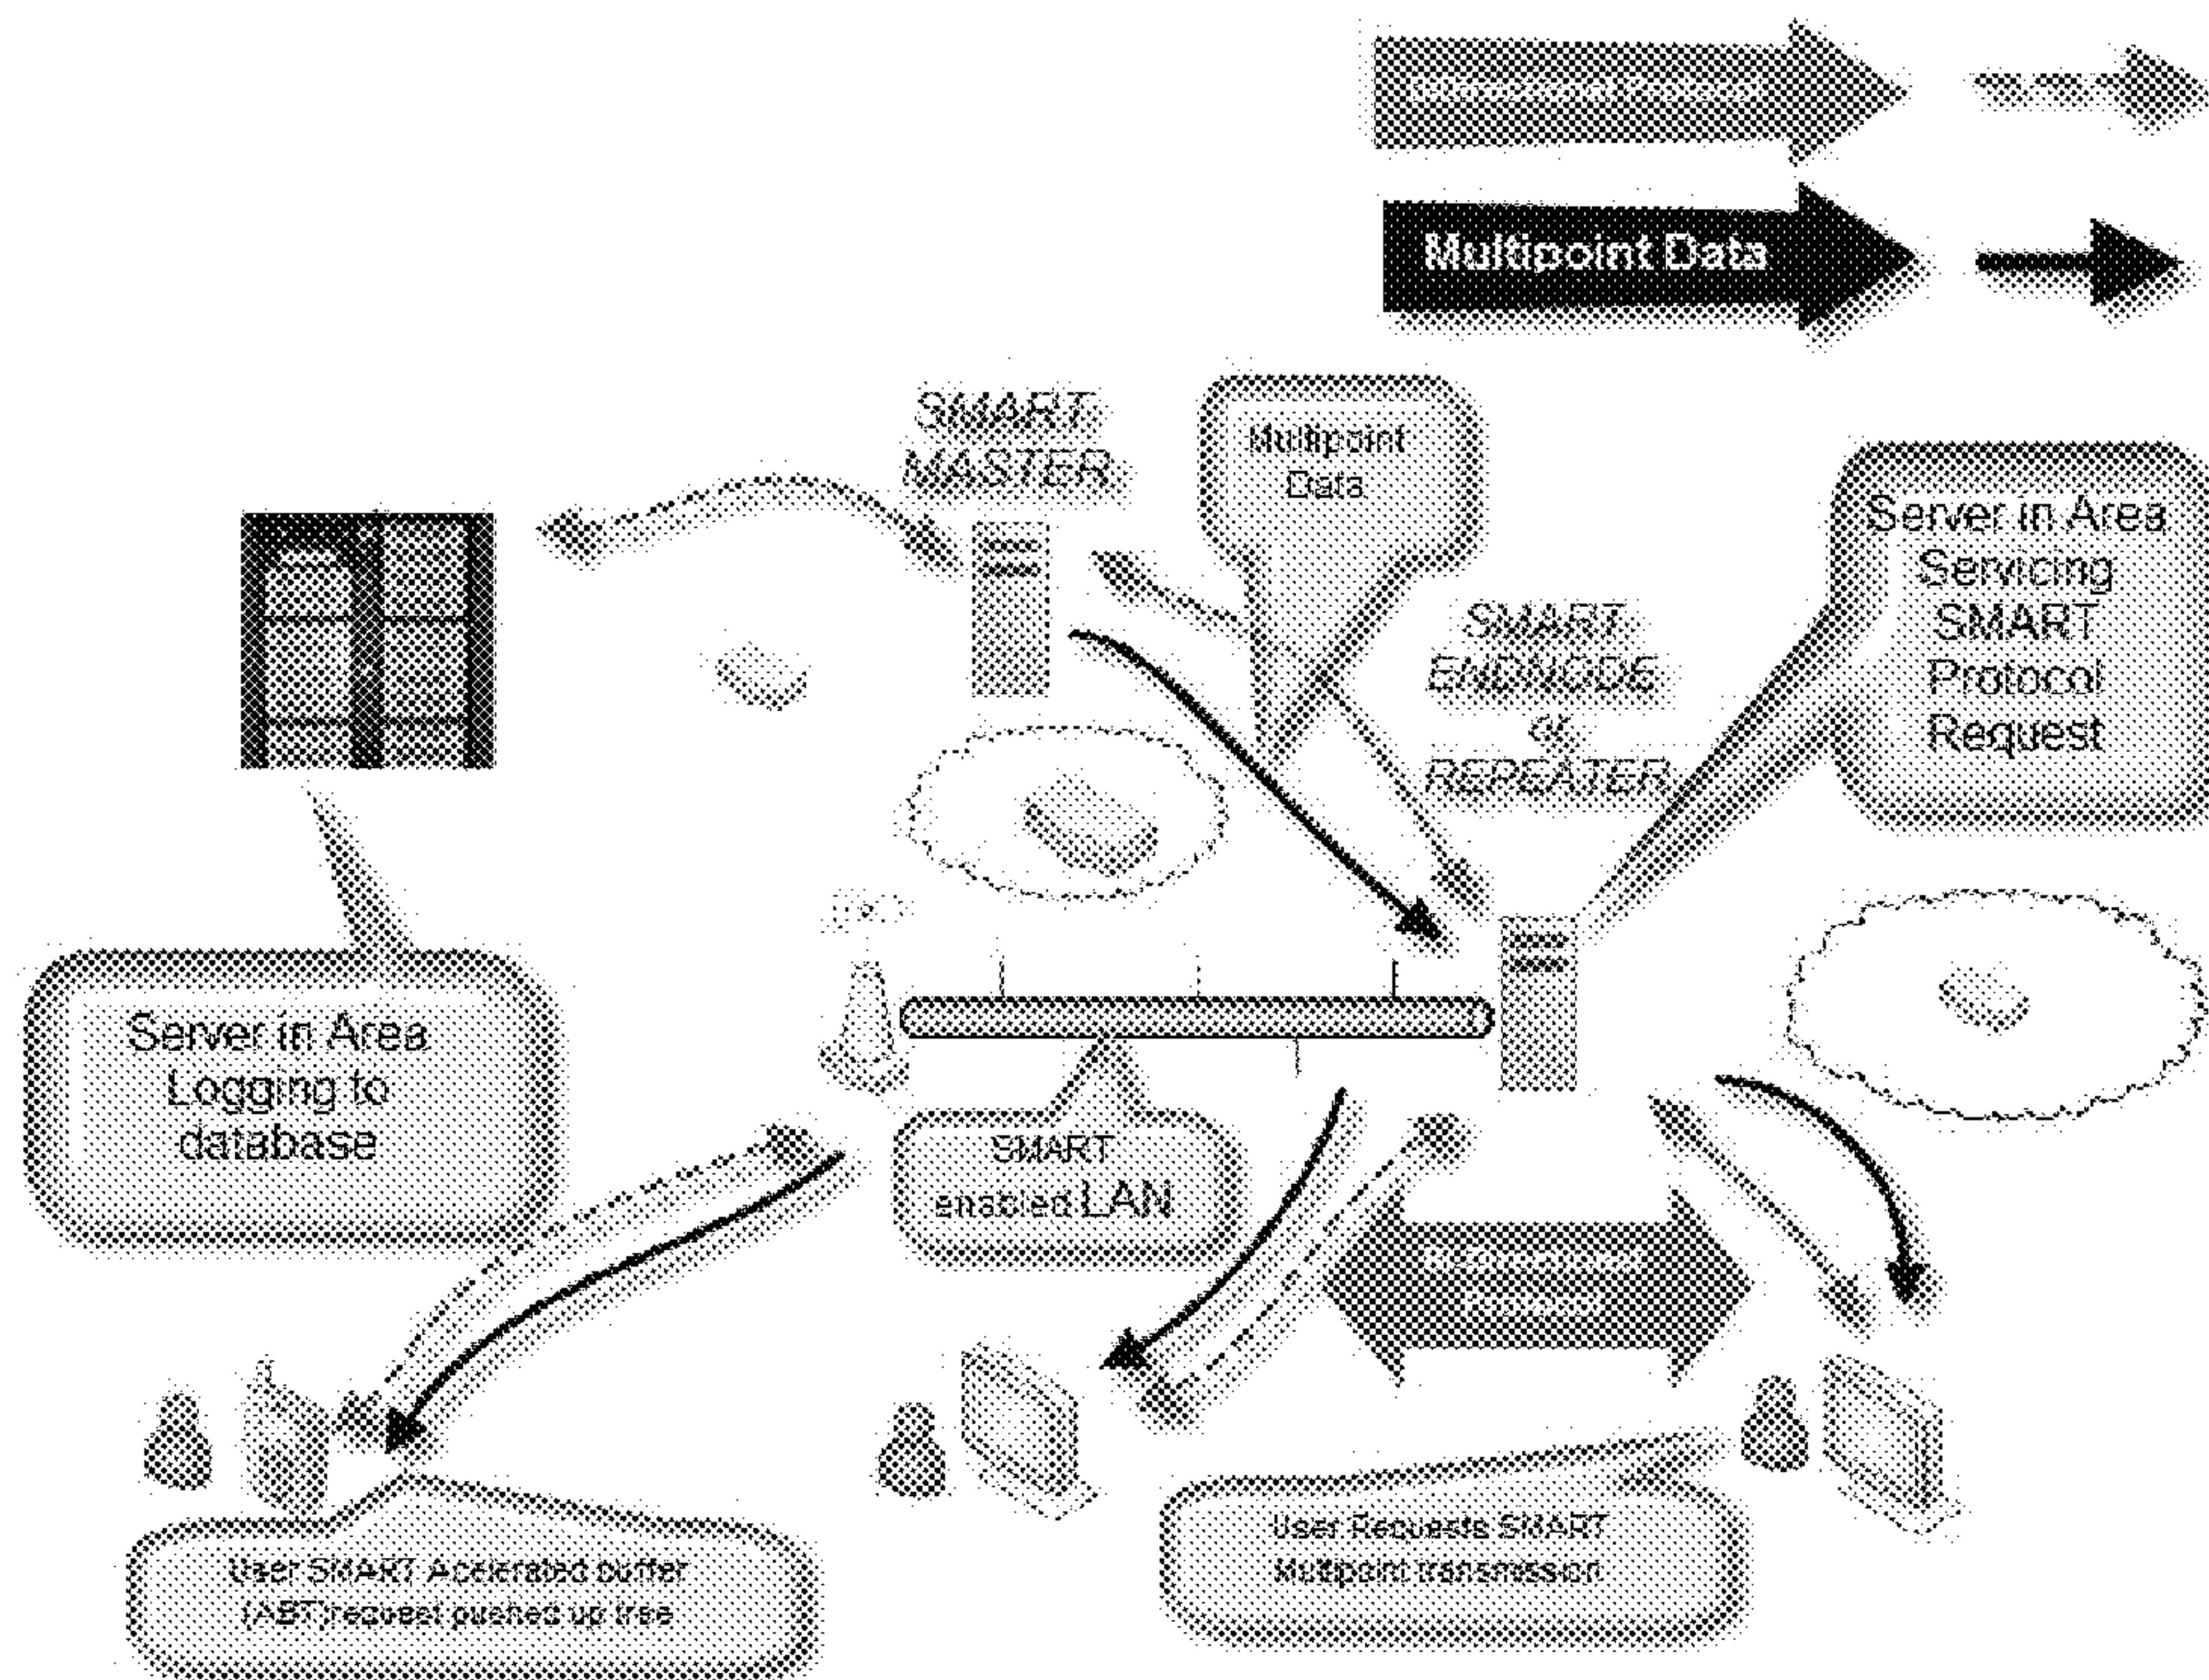 Multipoint Data
SMART
MASTER
Multipoint
Data
Server in Area
Servicing
SMART
Protocol
Request
SMART
ENDNODE
or
REPEATER
Server in Area
Logging to
database
SMART
enabled LAN
User SMART Acelerated buffer
(ABT)request pushed up tree
User Requests SMART
Multipoint transmission